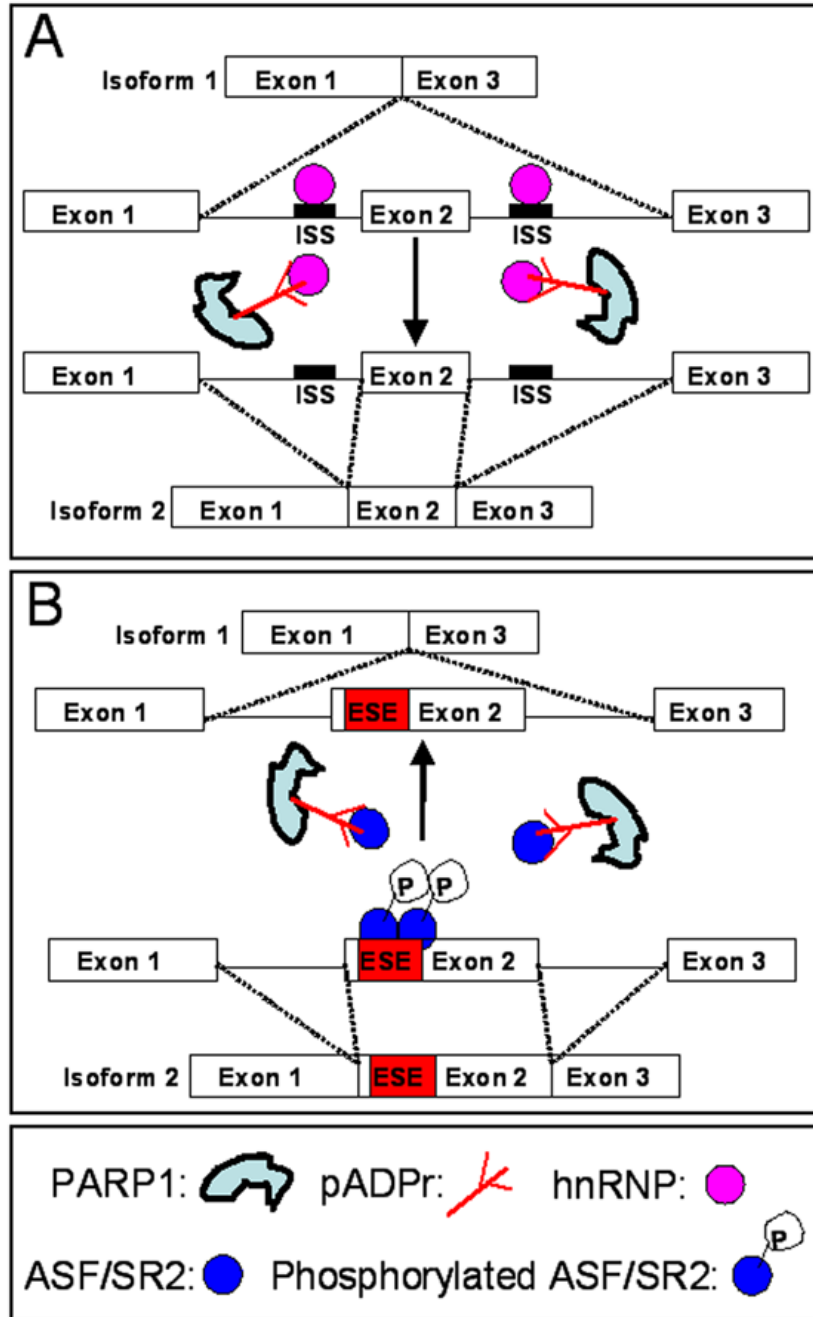 A
Isoform 1 Exon 1 Exon 3
Exon 1 ISS Exon 2 ISS Exon 3
Exon 1 ISS Exon 2 ISS Exon 3
Isoform 2 Exon 1 Exon 2 Exon 3
B
Isoform 1 Exon 1 Exon 3
Exon 1 ESE Exon 2 Exon 3
P P
Exon 1 ESE Exon 2 Exon 3
Isoform 2 Exon 1 ESE Exon 2 Exon 3
PARP1: pADPr: hnRNP:
P
ASF/SR2: Phosphorylated ASF/SR2: